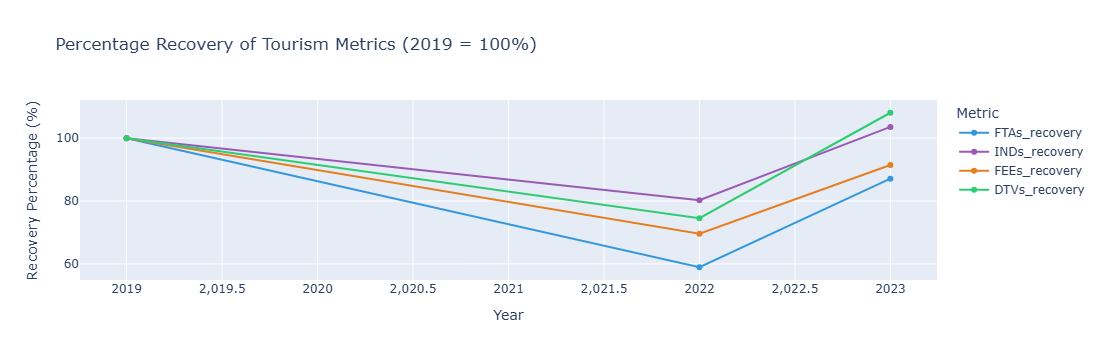 Percentage Recovery of Tourism Metrics (2019 = 100%)
Recovery Percentage (%)
100
80
60
2019 2,019.5 2020 2,020.5 2021 2,021.5 2022 2,022.5 2023
Year
Metric
FTAs_recovery
INDs_recovery
FEEs_recovery
DTVs_recovery